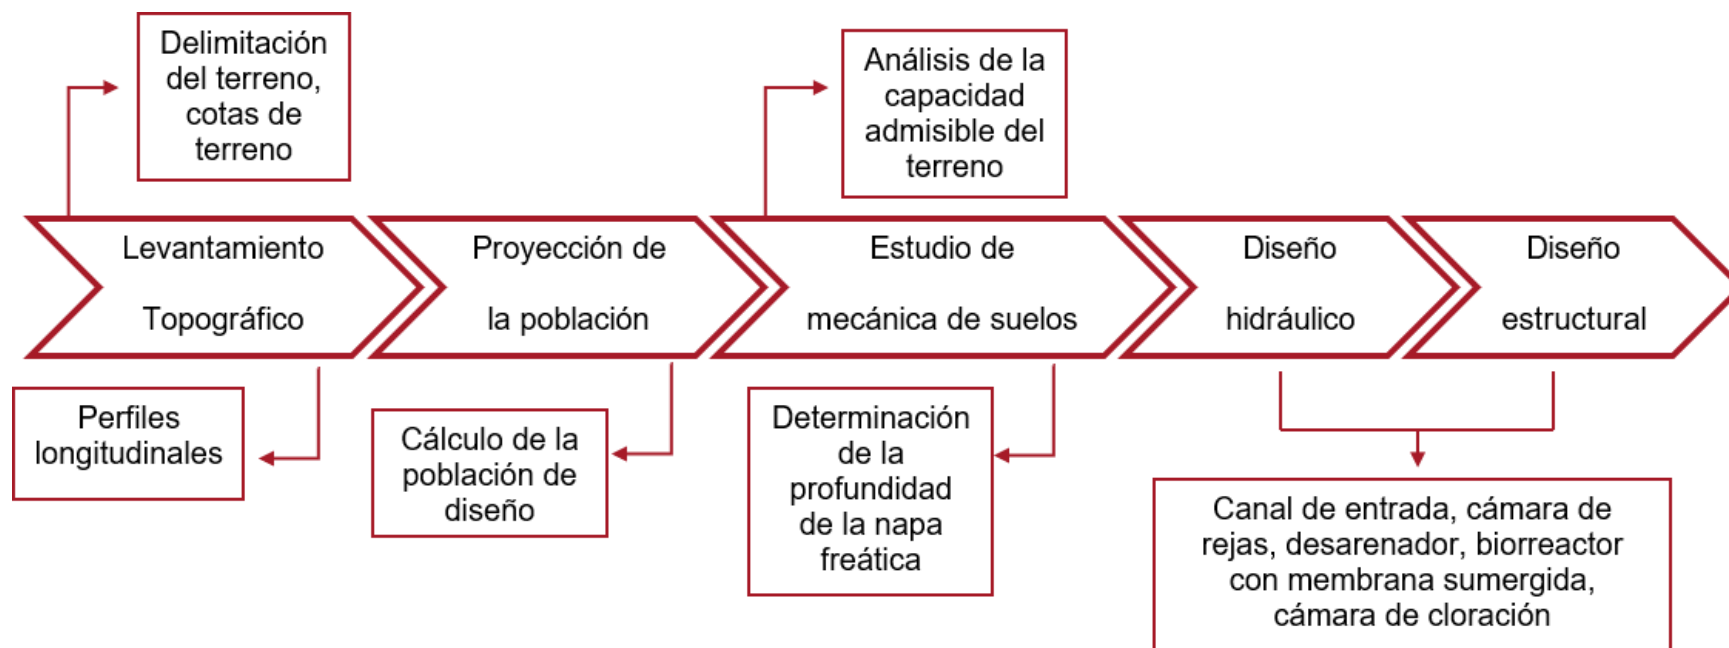 Delimitación
del terreno,
cotas de
terreno
Análisis de la
capacidad
admisible del
terreno
Levantamiento
Topográfico
Proyección de
la población
Estudio de
mecánica de suelos
Diseño
hidráulico
Diseño
estructural
Perfiles
longitudinales
Cálculo de la
población de
diseño
Determinación
de la
profundidad
de la napa
freática
Canal de entrada, cámara de
rejas, desarenador, biorreactor
con membrana sumergida,
cámara de cloración